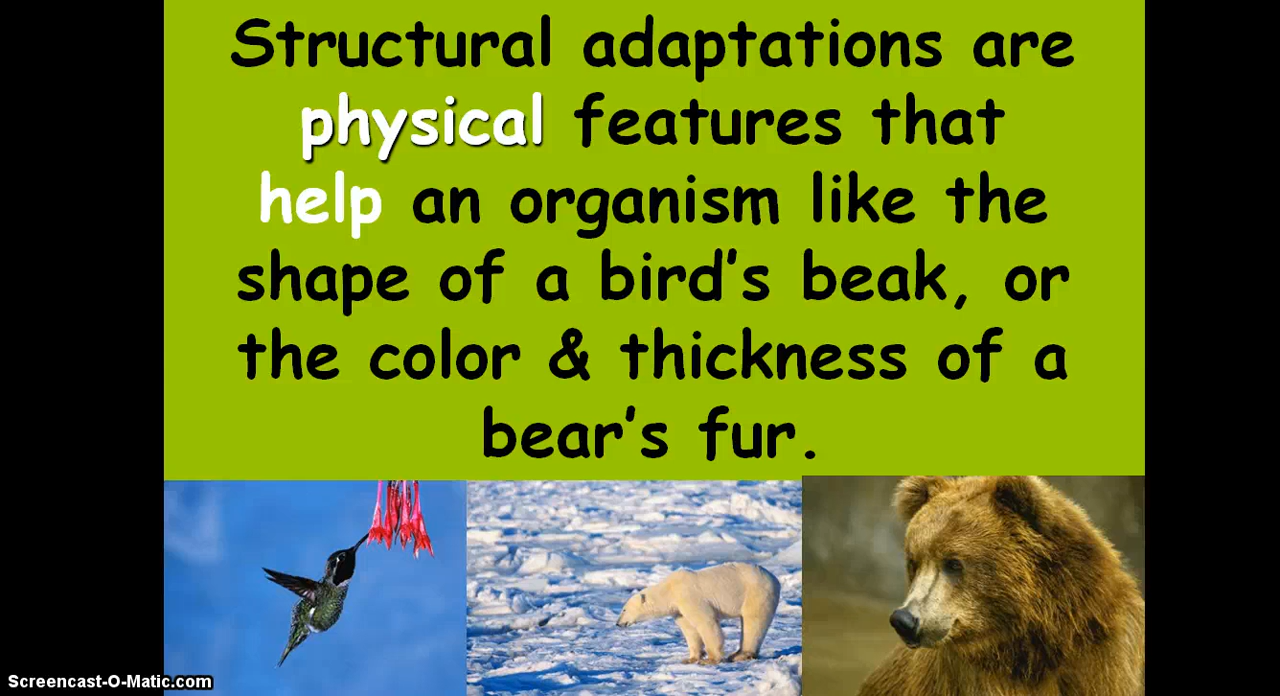 Structural adaptations are
physical features that
help an organism like the
shape of a bird's beak, or
the color & thickness of a
bear's fur.
Screencast-O-Matic.com